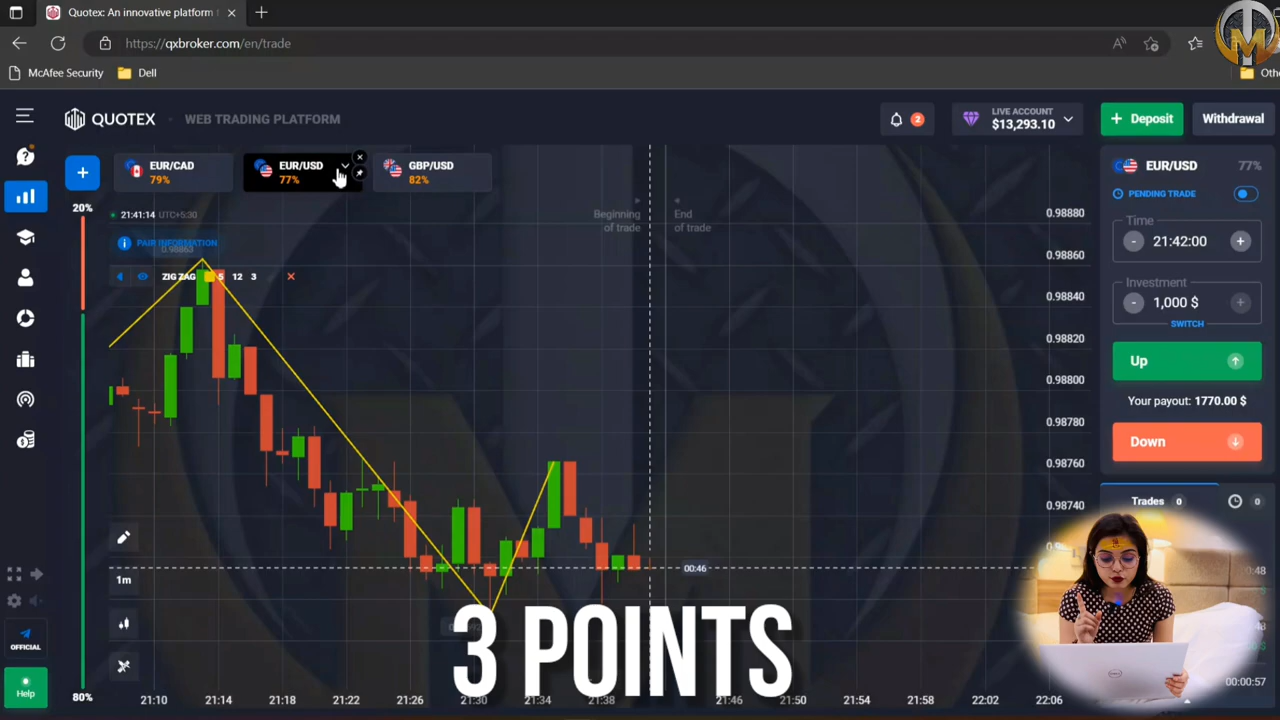 Quotex: An innovative platform
https://qxbroker.com/en/trade
McAfee Security
Dell
QUOTEX
WEB TRADING PLATFORM
2
LIVE ACCOUNT
$13,293.10
Deposit
Withdrawal
EUR/CAD
79%
EUR/USD
77%
GBP/USD
82%
EUR/USD
77%
20%
21:41:14 UTC+5:30
Beginning
of trade
End
of trade
PAIR INFORMATION
0.98863
ZIG ZAG 5 12 3
PENDING TRADE
Time
21:42:00
Investment
1,000 $
SWITCH
Up
Your payout: 1770.00 $
Down
Trades 0
0
0.98880
0.98860
0.98840
0.98820
0.98800
0.98780
0.98760
0.98740
00:46
1m
OFFICIAL
Help
80%
3 POINTS
21:10
21:14
21:18
21:22
21:26
21:30
21:38
21:46
21:50
21:54
21:58
22:02
22:06
00:00:57